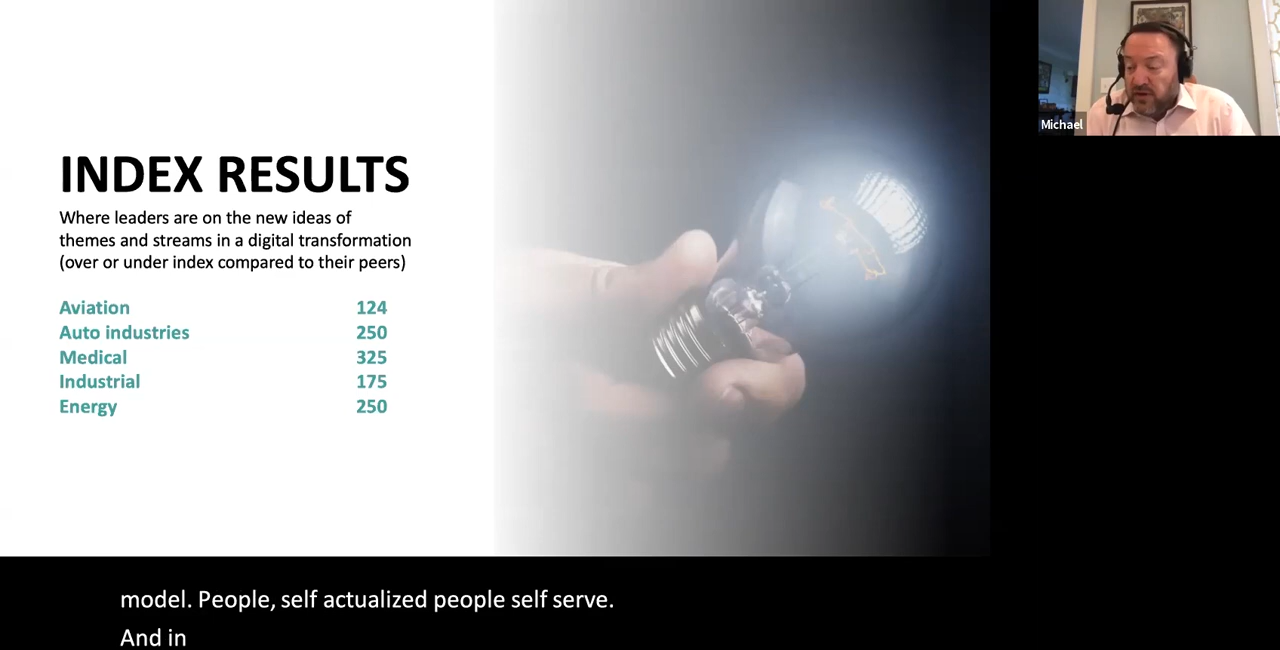 INDEX RESULTS
Where leaders are on the new ideas of
themes and streams in a digital transformation
(over or under index compared to their peers)
Aviation 124
Auto industries 250
Medical 325
Industrial 175
Energy 250
Michael
model. People, self actualized people self serve.
And in